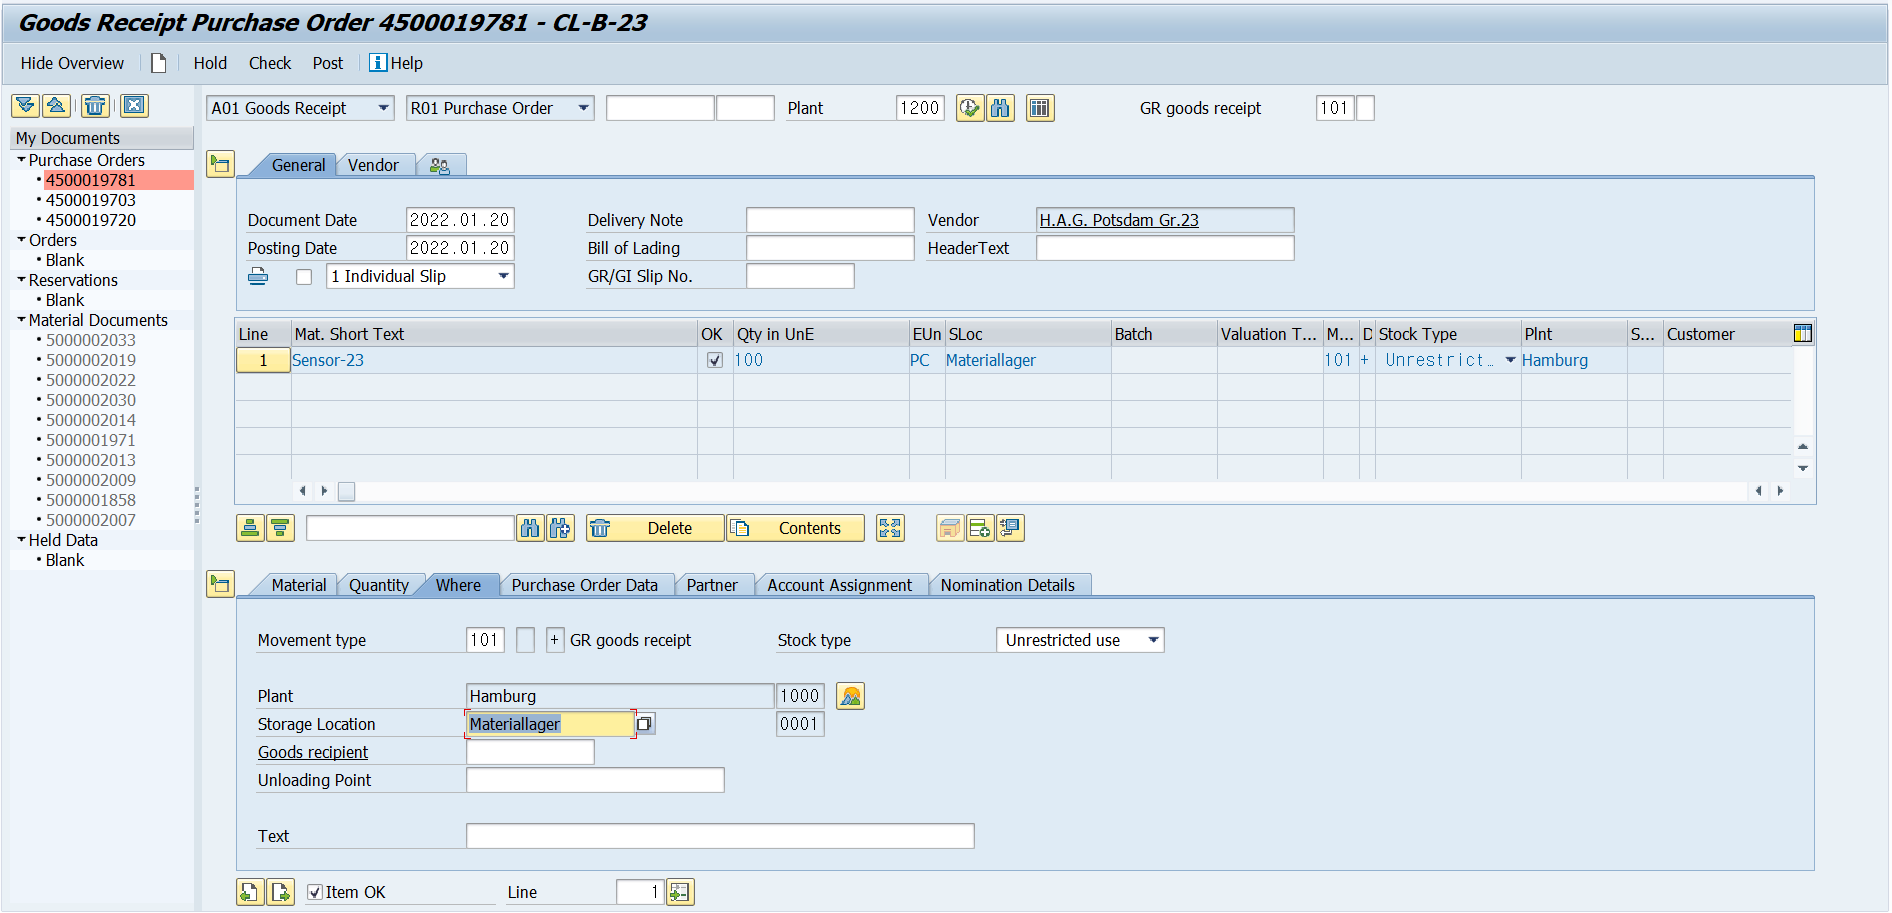 Goods Receipt Purchase Order 4500019781 - CL-B-23
Hide Overview Hold Check Post Help
A01 Goods Receipt R01 Purchase Order Plant 1200 GR goods receipt 101
My Documents
Purchase Orders
4500019781
4500019703
4500019720
Orders
Blank
Reservations
Blank
Material Documents
5000002033
5000002019
5000002022
5000002030
5000002014
5000001971
5000002013
5000002009
5000001858
5000002007
Held Data
Blank
General Vendor
Document Date 2022.01.20 Delivery Note Vendor H.A.G. Potsdam Gr.23
Posting Date 2022.01.20 Bill of Lading HeaderText
1 Individual Slip GR/GI Slip No.
Line Mat. Short Text OK Qty in UnE EUn SLoc Batch Valuation T... M... D Stock Type Plnt S... Customer
1 Sensor-23 100 PC Materiallager 101 + Unrestrict… Hamburg
Delete Contents
Material Quantity Where Purchase Order Data Partner Account Assignment Nomination Details
Movement type 101 + GR goods receipt Stock type Unrestricted use
Plant Hamburg 1000
Storage Location Materiallager 0001
Goods recipient
Unloading Point
Text
Item OK Line 1